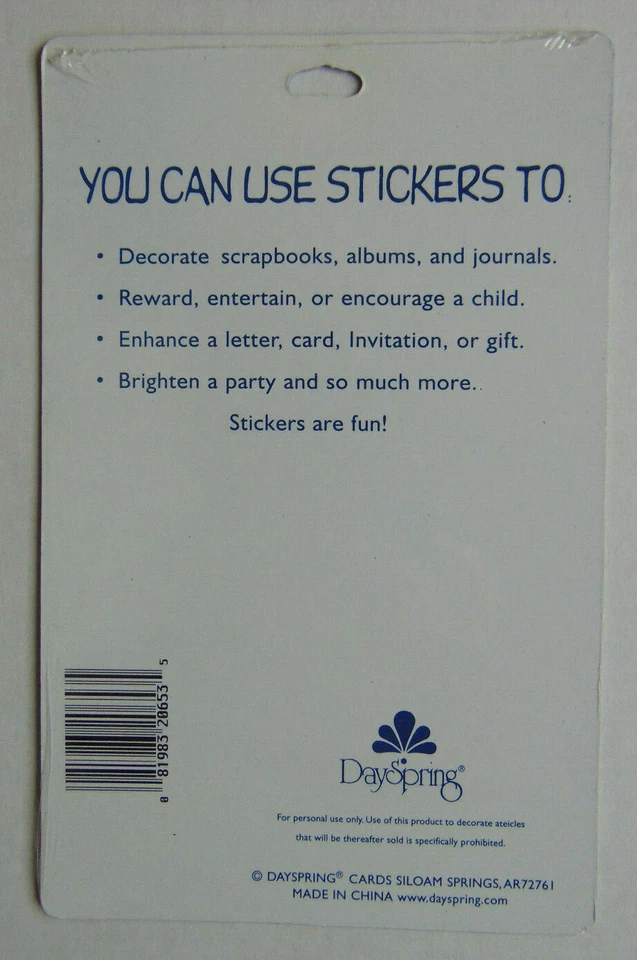 YOU CAN USE STICKERS TO:
• Decorate scrapbooks, albums, and journals.
• Reward, entertain, or encourage a child.
• Enhance a letter, card, Invitation, or gift.
• Brighten a party and so much more..
Stickers are fun!
0 81983 20653 5
DaySpring®
For personal use only. Use of this product to decorate ateicles
that will be thereafter sold is specifically prohibited.
© DAYSPRING® CARDS SILOAM SPRINGS, AR72761
MADE IN CHINA www.dayspring.com